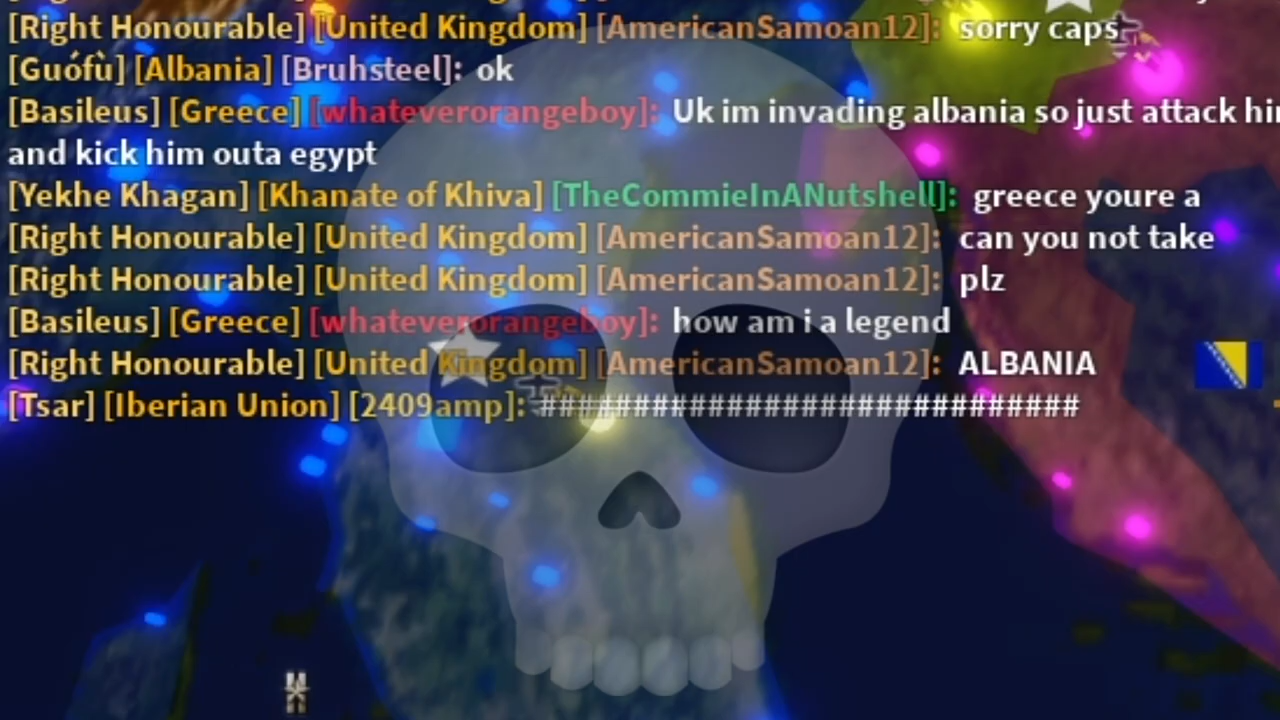 [Right Honourable] [United Kingdom] [AmericanSamoan12]: sorry caps
[Guófù] [Albania] [Bruhsteel]: ok
[Basileus] [Greece] [whateverorangeboy]: Uk im invading albania so just attack
and kick him outa egypt
[Yekhe Khagan] [Khanate of Khiva] [TheCommieInANutshell]: greece youre a
[Right Honourable] [United Kingdom] [AmericanSamoan12]: can you not take
[Right Honourable] [United Kingdom] [AmericanSamoan12]: plz
[Basileus] [Greece] [whateverorangeboy]: how am i a legend
[Right Honourable] [United Kingdom] [AmericanSamoan12]: ALBANIA
[Tsar] [Iberian Union] [2409amp]: ############################